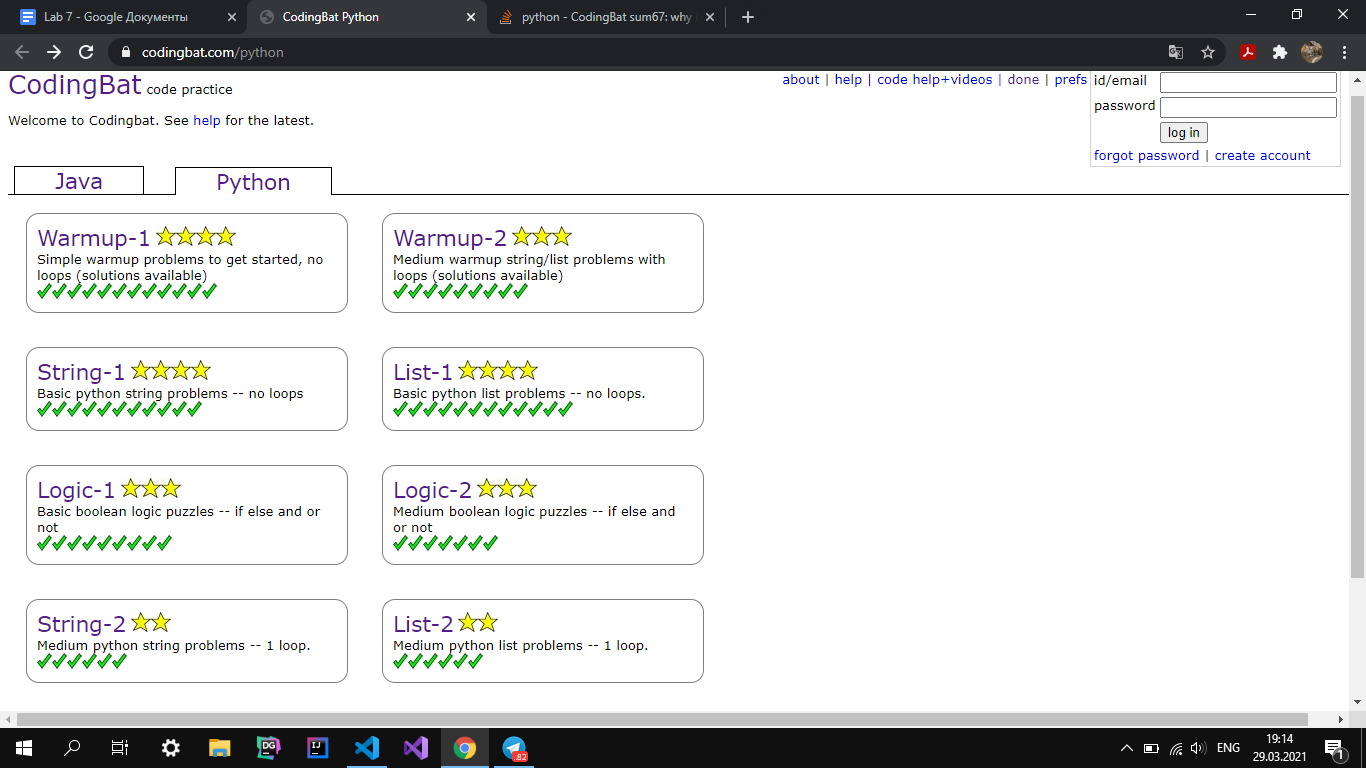 Lab 7 - Google Документы
CodingBat Python
python - CodingBat sum67: why
codingbat.com/python
CodingBat code practice
about | help | code help+videos | done | prefs
id/email
password
log in
forgot password | create account
Welcome to Codingbat. See help for the latest.
Java
Python
Warmup-1
Simple warmup problems to get started, no
loops (solutions available)
Warmup-2
Medium warmup string/list problems with
loops (solutions available)
String-1
Basic python string problems -- no loops
List-1
Basic python list problems -- no loops.
Logic-1
Basic boolean logic puzzles -- if else and or
not
Logic-2
Medium boolean logic puzzles -- if else and
or not
String-2
Medium python string problems -- 1 loop.
List-2
Medium python list problems -- 1 loop.
DG
IJ
82
ENG
19:14
29.03.2021
1